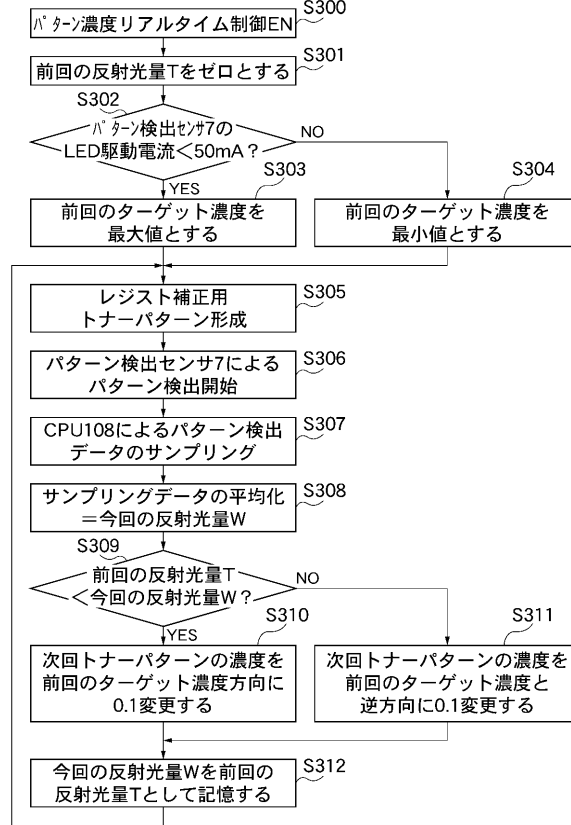 パターン濃度リアルタイム制御EN
S300
前回の反射光量Tをゼロとする
S301
S302
パターン検出センサ7の
LED駆動電流<50mA?
NO
YES
S303
S304
前回のターゲット濃度を
最大値とする
前回のターゲット濃度を
最小値とする
レジスト補正用
トナーパターン形成
S305
パターン検出センサ7による
パターン検出開始
S306
CPU108によるパターン検出
データのサンプリング
S307
サンプリングデータの平均化
=今回の反射光量W
S308
S309
前回の反射光量T
<今回の反射光量W?
NO
YES
S310
S311
次回トナーパターンの濃度を
前回のターゲット濃度方向に
0.1変更する
次回トナーパターンの濃度を
前回のターゲット濃度と
逆方向に0.1変更する
今回の反射光量Wを前回の
反射光量Tとして記憶する
S312